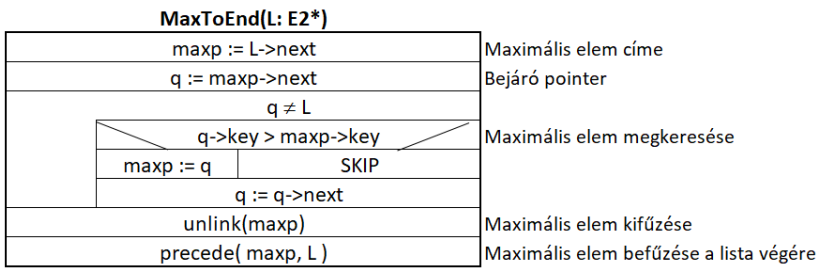 MaxToEnd(L: E2*)
maxp := L->next Maximális elem címe
q := maxp->next Bejáró pointer
q ≠ L
q->key > maxp->key Maximális elem megkeresése
maxp := q SKIP
q := q->next
unlink(maxp) Maximális elem kifűzése
precede( maxp, L ) Maximális elem befűzése a lista végére